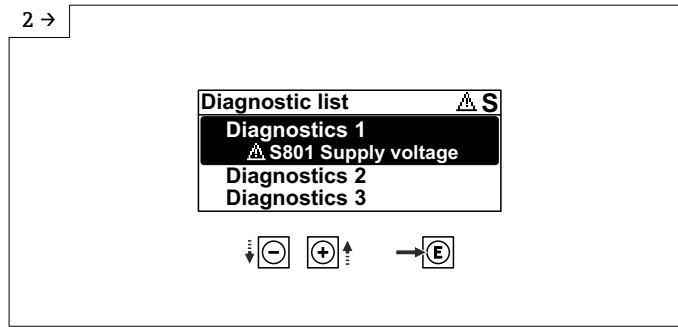 2 →
Diagnostic list ⚠ S
Diagnostics 1
⚠ S801 Supply voltage
Diagnostics 2
Diagnostics 3
− + E